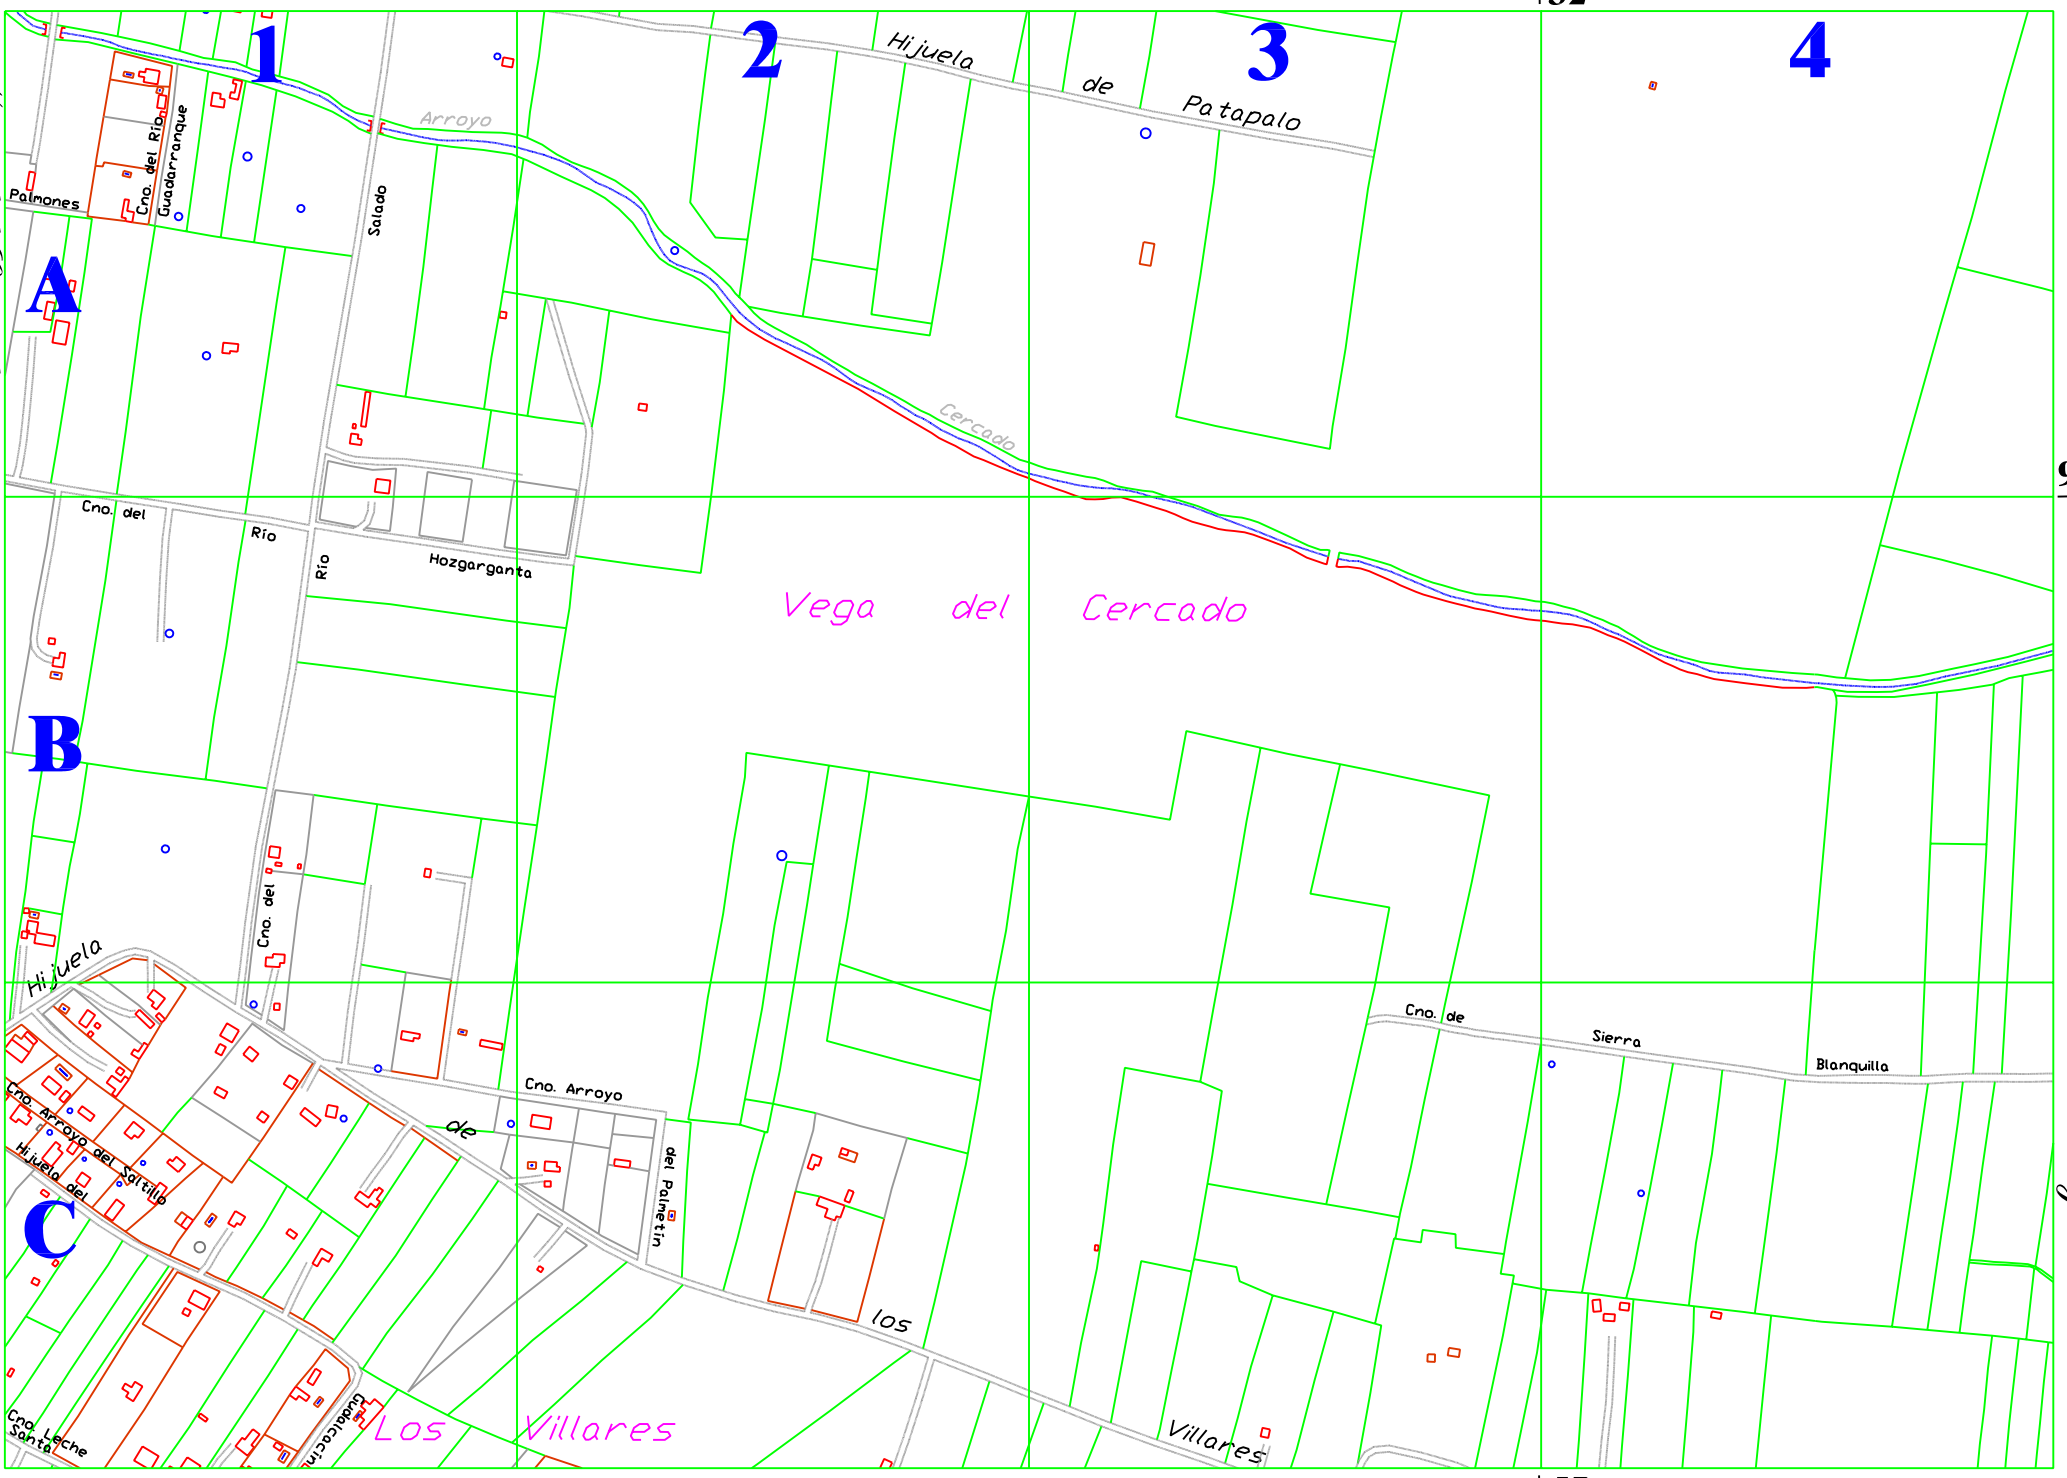 1
2
3
4
Hijuela
de
Patapalo
Arroyo
Cno. del Río
Guadarranque
Palmones
Salado
A
Cercado
Cno. del
Río
Río
Hozgarganta
Vega del Cercado
B
Cno. del
Hijuela
Cno. de
Sierra
Blanquilla
Cno. Arroyo
de
del Palmetin
Cno. Arroyo del Saltillo
Hijuela del
C
los
Villares
Los Villares
Gudalcacin
Cno. Leche
Santa